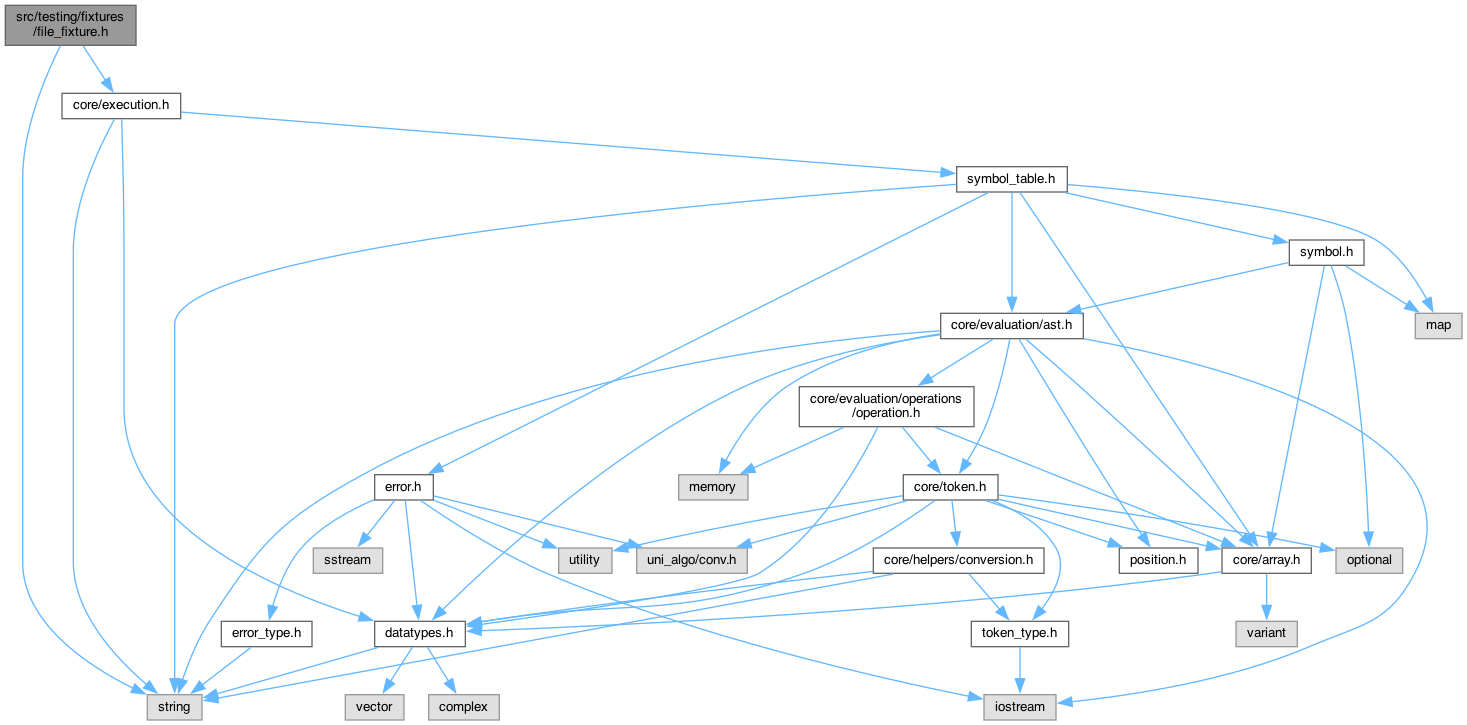 src/testing/fixtures
/file_fixture.h
core/execution.h
symbol_table.h
symbol.h
core/evaluation/ast.h
map
core/evaluation/operations
/operation.h
error.h
memory
core/token.h
sstream
utility
uni_algo/conv.h
core/helpers/conversion.h
position.h
core/array.h
optional
error_type.h
datatypes.h
token_type.h
variant
string
vector
complex
iostream